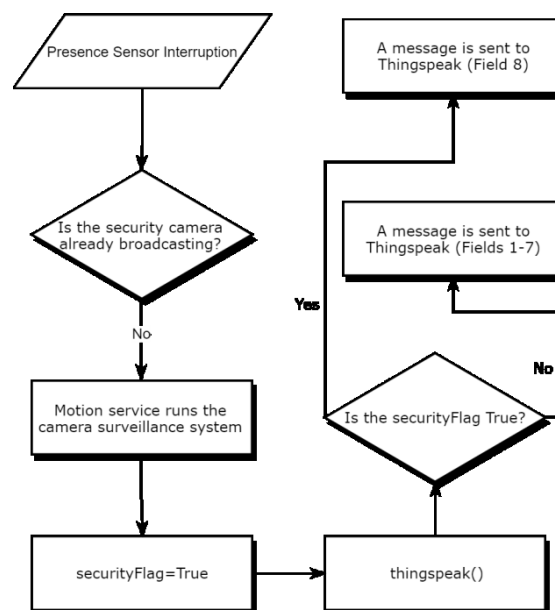 Presence Sensor Interruption
Is the security camera
already broadcasting?
No
Motion service runs the
camera surveillance system
securityFlag=True
thingspeak()
Is the securityFlag True?
Yes
No
A message is sent to
Thingspeak (Field 8)
A message is sent to
Thingspeak (Fields 1-7)